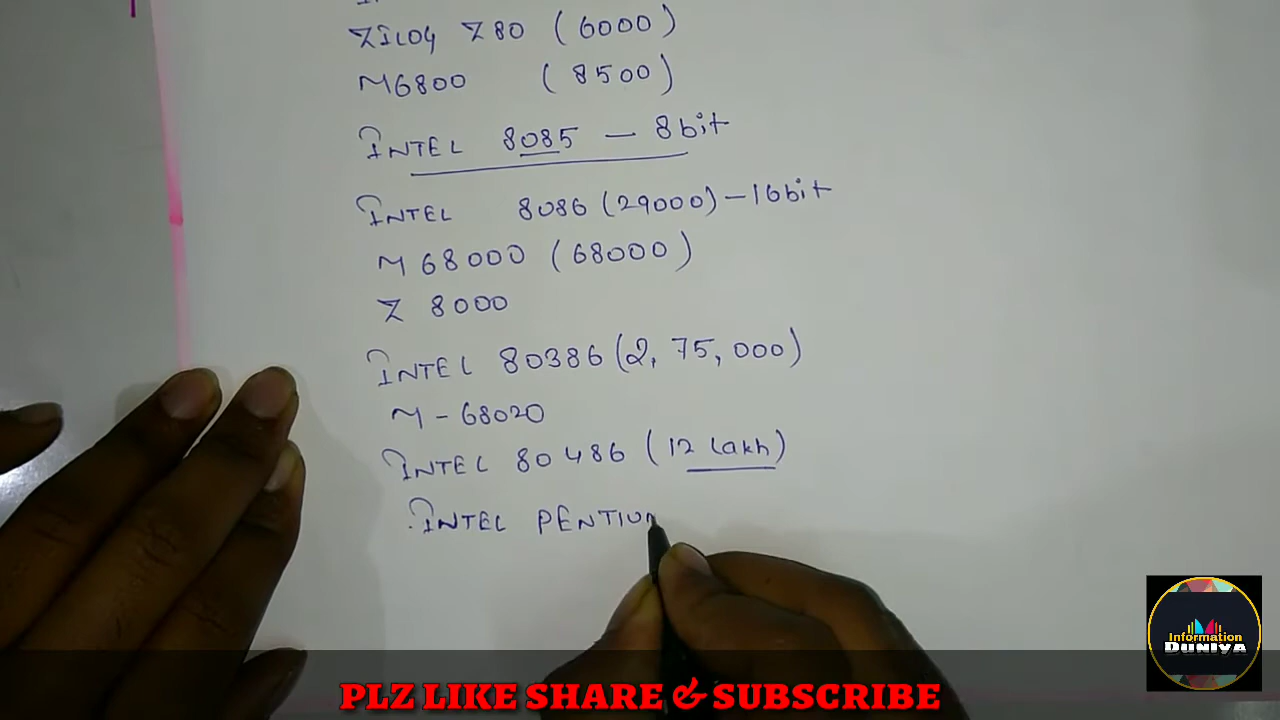 ZILOG Z80 (6000)
M6800 (8500)
INTEL 8085 — 8bit
INTEL 8086 (29000) – 16bit
M 68000 (68000)
Z 8000
INTEL 80386 (2, 75, 000)
M - 68020
INTEL 80486 (12 Lakh)
INTEL PENTIUM
Information
DUNIYA
PLZ LIKE SHARE & SUBSCRIBE